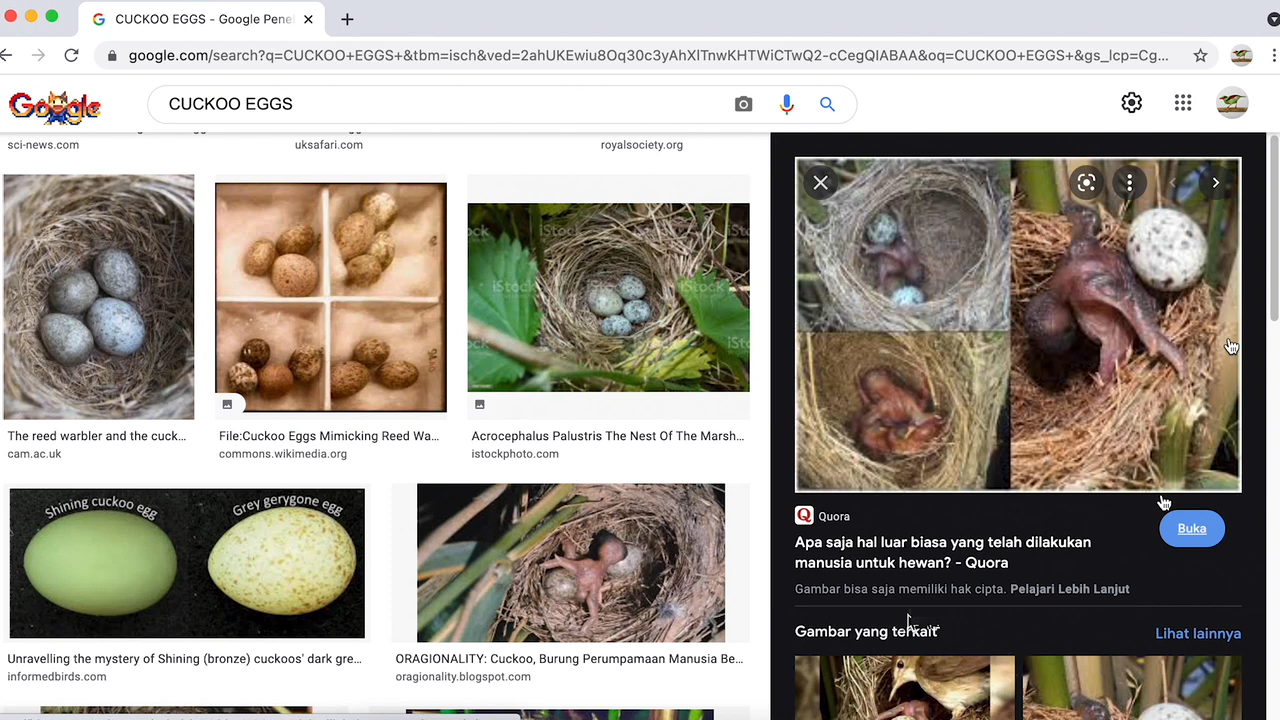 CUCKOO EGGS - Google Penel
google.com/search?q=CUCKOO+EGGS+&tbm=isch&ved=2ahUKEwiu8Oq30c3yAhXITnwKHTWiCTwQ2-cCegQIABAA&oq=CUCKOO+EGGS+&gs_lcp=Cg...
Google
CUCKOO EGGS
sci-news.com
uksafari.com
royalsociety.org
iStock
iStock
The reed warbler and the cuck...
cam.ac.uk
File:Cuckoo Eggs Mimicking Reed Wa...
commons.wikimedia.org
Acrocephalus Palustris The Nest Of The Marsh...
istockphoto.com
Shining cuckoo egg
Grey gerygone egg
Unravelling the mystery of Shining (bronze) cuckoos' dark gre...
informedbirds.com
ORAGIONALITY: Cuckoo, Burung Perumpamaan Manusia Be...
oragionality.blogspot.com
Quora
Buka
Apa saja hal luar biasa yang telah dilakukan
manusia untuk hewan? - Quora
Gambar bisa saja memiliki hak cipta. Pelajari Lebih Lanjut
Gambar yang terkait
Lihat lainnya